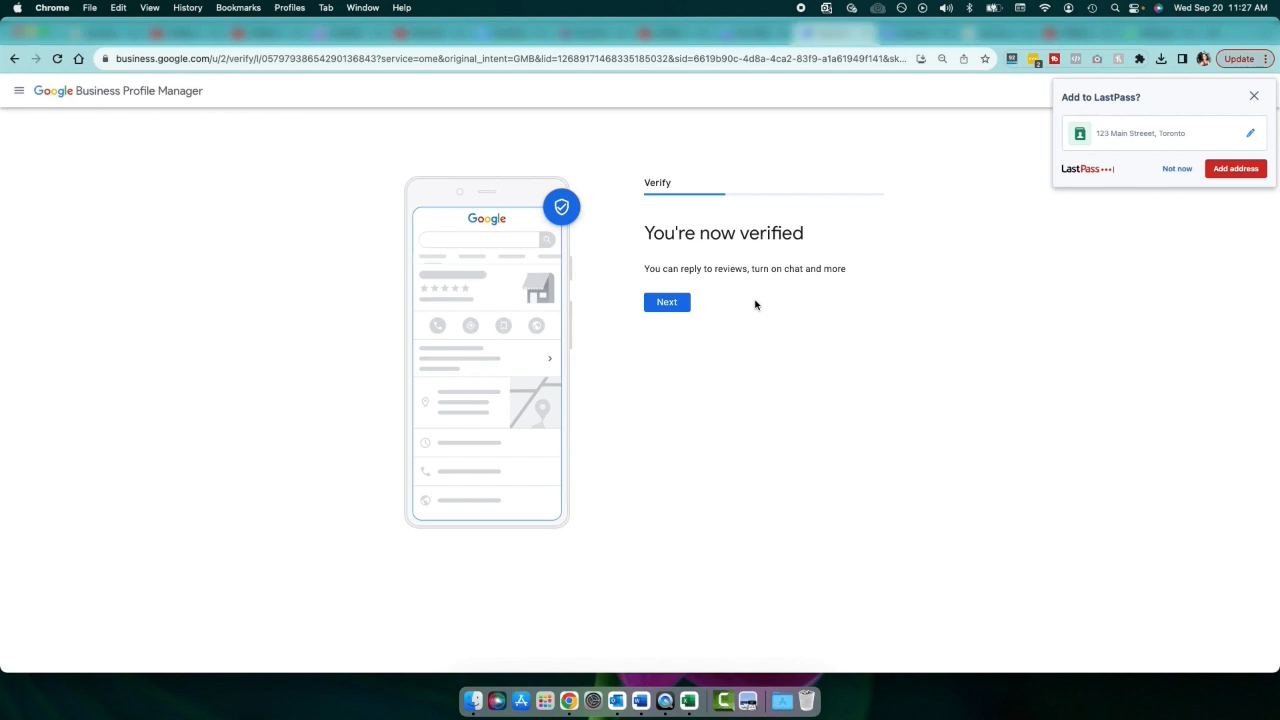 Chrome File Edit View History Bookmarks Profiles Tab Window Help Wed Sep 20 11:27 AM
business.google.com/u/2/verify/l/05797938654290136843?service=ome&original_intent=GMB&lid=12689171468335185032&sid=6619b90c-4d8a-4ca2-83f9-a1a61949f141&sk... Update
Google Business Profile Manager
Add to LastPass?
123 Main Streeet, Toronto
LastPass Not now Add address
Verify
Google
You're now verified
You can reply to reviews, turn on chat and more
Next